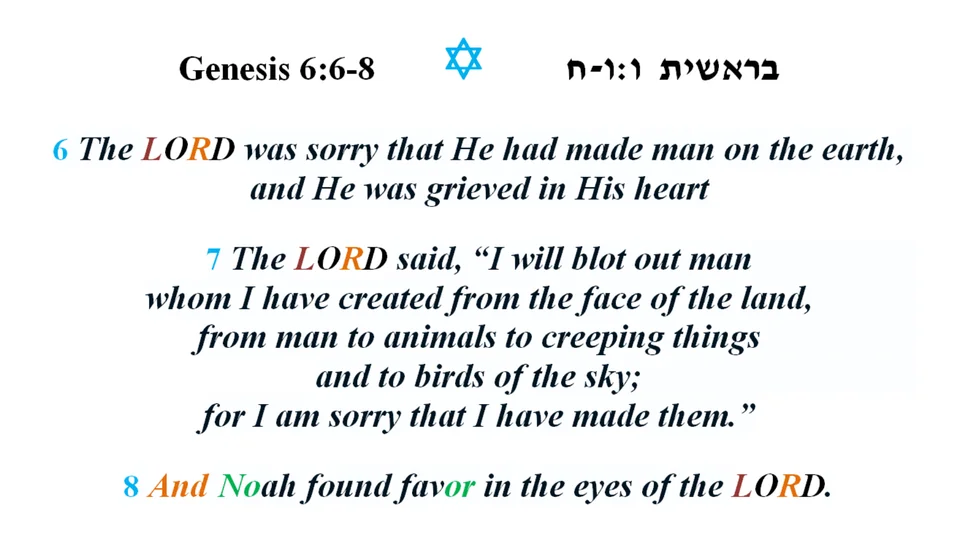 Genesis 6:6-8 ✡ בראשית ו:ו-ח
6 The LORD was sorry that He had made man on the earth,
and He was grieved in His heart
7 The LORD said, “I will blot out man
whom I have created from the face of the land,
from man to animals to creeping things
and to birds of the sky;
for I am sorry that I have made them.”
8 And Noah found favor in the eyes of the LORD.